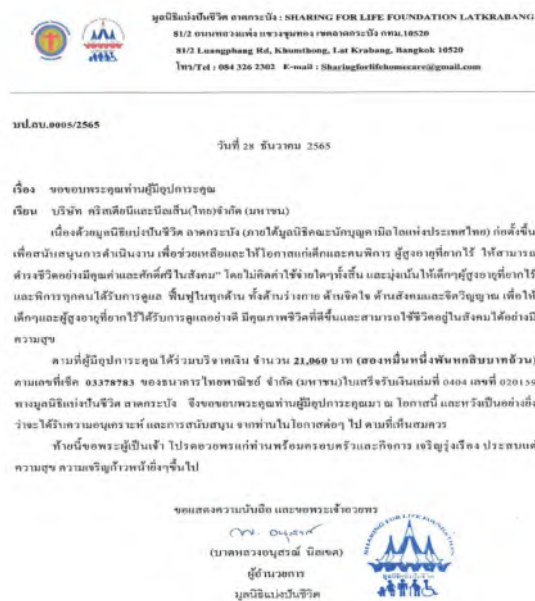 มูลนิธิแบ่งปันชีวิต ลาดกระบัง : SHARING FOR LIFE FOUNDATION LATKRABANG
81/2 ถนนหลวงแพ่ง แขวงขุมทอง เขตลาดกระบัง กทม.10520
81/2 Luangphang Rd, Khumthong, Lat Krabang, Bangkok 10520
โทร/Tel : 084 326 2302 E-mail : Sharingforlifehomecare@gmail.com
มป.ลบ.0005/2565
วันที่ 28 ธันวาคม 2565
เรื่อง ขอขอบพระคุณท่านผู้มีอุปการะคุณ
เรียน บริษัท คริสเตียนีและนีลเส็น(ไทย)จำกัด (มหาชน)
เนื่องด้วยมูลนิธิแบ่งปันชีวิต ลาดกระบัง (ภายใต้มูลนิธิคณะนักบุญคามิลโลแห่งประเทศไทย) ก่อตั้งขึ้น
เพื่อสนับสนุนการดำเนินงาน เพื่อช่วยเหลือและให้โอกาสแก่เด็กและคนพิการ ผู้สูงอายุที่ยากไร้ ให้สามารถ
ดำรงชีวิตอย่างมีคุณค่าและศักดิ์ศรีในสังคม" โดยไม่คิดค่าใช้จ่ายใดๆทั้งสิ้น และมุ่งเน้นให้เด็กๆผู้สูงอายุที่ยากไร้
และพิการทุกคนได้รับการดูแล ฟื้นฟูในทุกด้าน ทั้งด้านร่างกาย ด้านจิตใจ ด้านสังคมและจิตวิญญาณ เพื่อให้
เด็กๆและผู้สูงอายุที่ยากไร้ได้รับการดูแลอย่างดี มีคุณภาพชีวิตที่ดีขึ้นและสามารถใช้ชีวิตอยู่ในสังคมได้อย่างมี
ความสุข
ตามที่ผู้มีอุปการะคุณ ได้ร่วมบริจาคเงิน จำนวน 21,060 บาท (สองหมื่นหนึ่งพันหกสิบบาทถ้วน)
ตามเลขที่เช็ค 03378783 ของธนาคารไทยพาณิชย์ จำกัด (มหาชน)ใบเสร็จรับเงินเล่มที่ 0404 เลขที่ 020159
ทางมูลนิธิแบ่งปันชีวิต ลาดกระบัง จึงขอขอบพระคุณท่านผู้มีอุปการะคุณมา ณ โอกาสนี้ และหวังเป็นอย่างยิ่ง
ว่าจะได้รับความอนุเคราะห์ และการสนับสนุน จากท่านในโอกาสต่อๆ ไป ตามที่เห็นสมควร
ท้ายนี้ขอพระผู้เป็นเจ้า โปรดอวยพรแก่ท่านพร้อมครอบครัวและกิจการ เจริญรุ่งเรือง ประสบแต่
ความสุข ความเจริญก้าวหน้ายิ่งๆขึ้นไป
ขอแสดงความนับถือ และขอพระเจ้าอวยพร
(บาดหลวงอนุสรณ์ นิลเขต)
ผู้อำนวยการ
มูลนิธิแบ่งปันชีวิต
SHARING FOR LIFE FOUNDATION
มูลนิธิแบ่งปันชีวิต